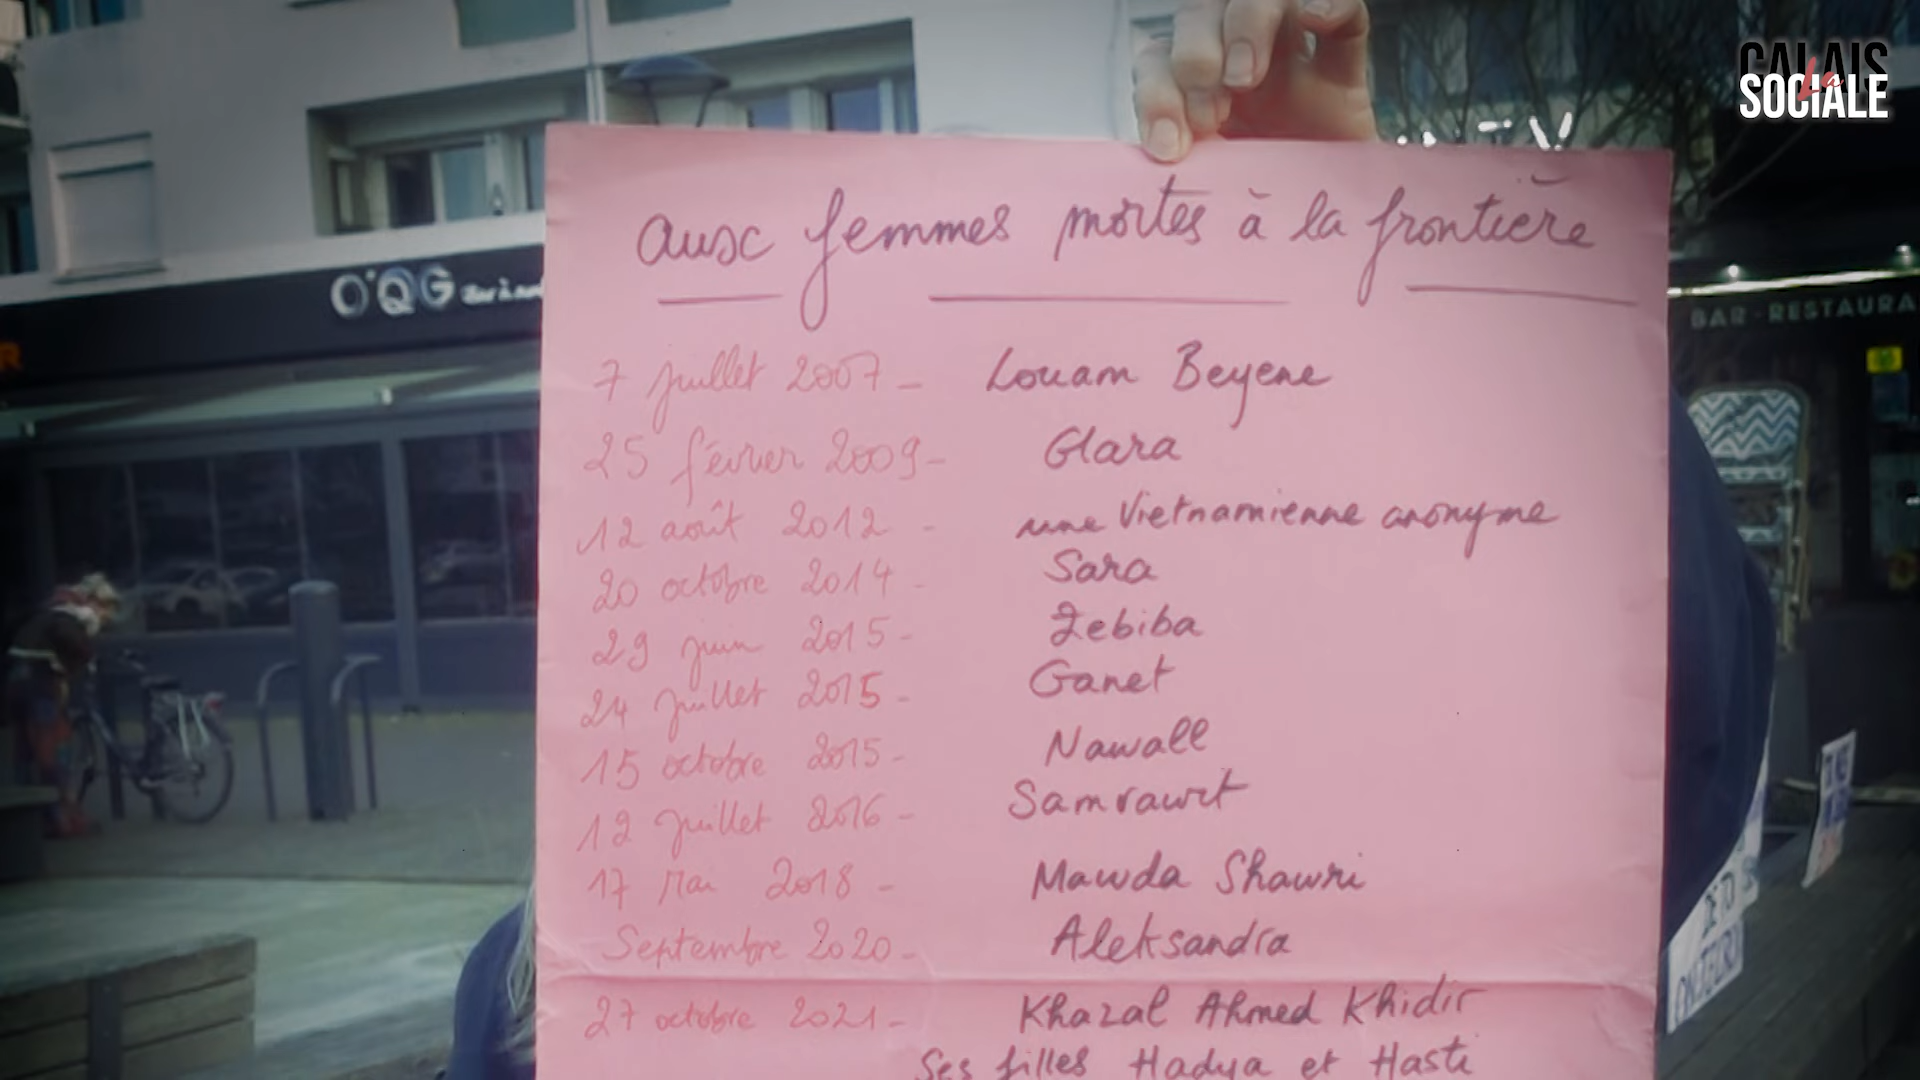 CALAIS
La
SOCIALE
O'QG Bar à
BAR - RESTAURA
aux femmes mortes à la frontière
7 juillet 2007 - Louam Beyene
25 février 2009 - Clara
12 août 2012 - une Vietnamienne anonyme
20 octobre 2014 - Sara
29 juin 2015 - Zebiba
24 juillet 2015 - Ganet
15 octobre 2015 - Nawall
12 juillet 2016 - Samrawit
17 Mai 2018 - Mawda Shawri
Septembre 2020 - Aleksandra
27 octobre 2021 - Khazal Ahmed Khidir
Ses filles Hadya et Hasti